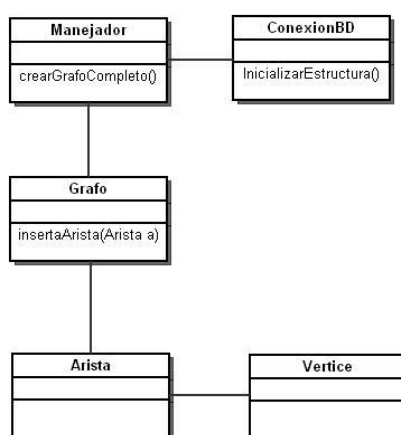 Manejador
crearGrafoCompleto()
ConexionBD
InicializarEstructura()
Grafo
insertaArista(Arista a)
Arista
Vertice